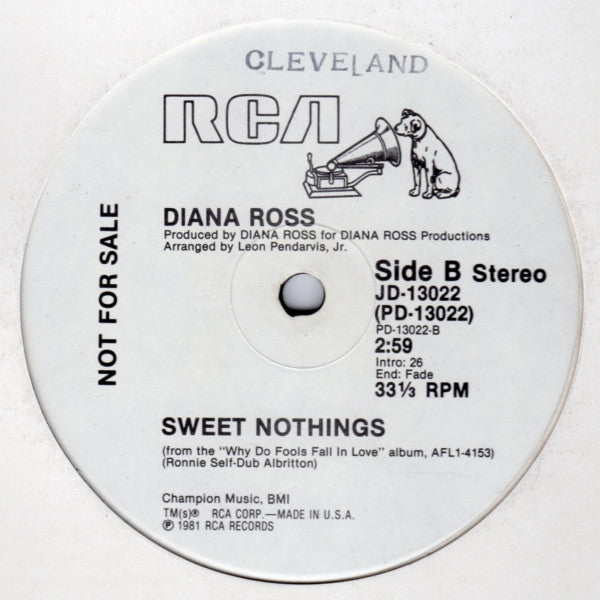 CLEVELAND
RCA
NOT FOR SALE
DIANA ROSS
Produced by DIANA ROSS for DIANA ROSS Productions
Arranged by Leon Pendarvis, Jr.
Side B Stereo
JD-13022
(PD-13022)
PD-13022-B
2:59
Intro: 26
End: Fade
33⅓ RPM
SWEET NOTHINGS
(from the "Why Do Fools Fall In Love" album, AFL1-4153)
(Ronnie Self-Dub Albritton)
Champion Music, BMI
TM(s)® RCA CORP.—MADE IN U.S.A.
℗ 1981 RCA RECORDS